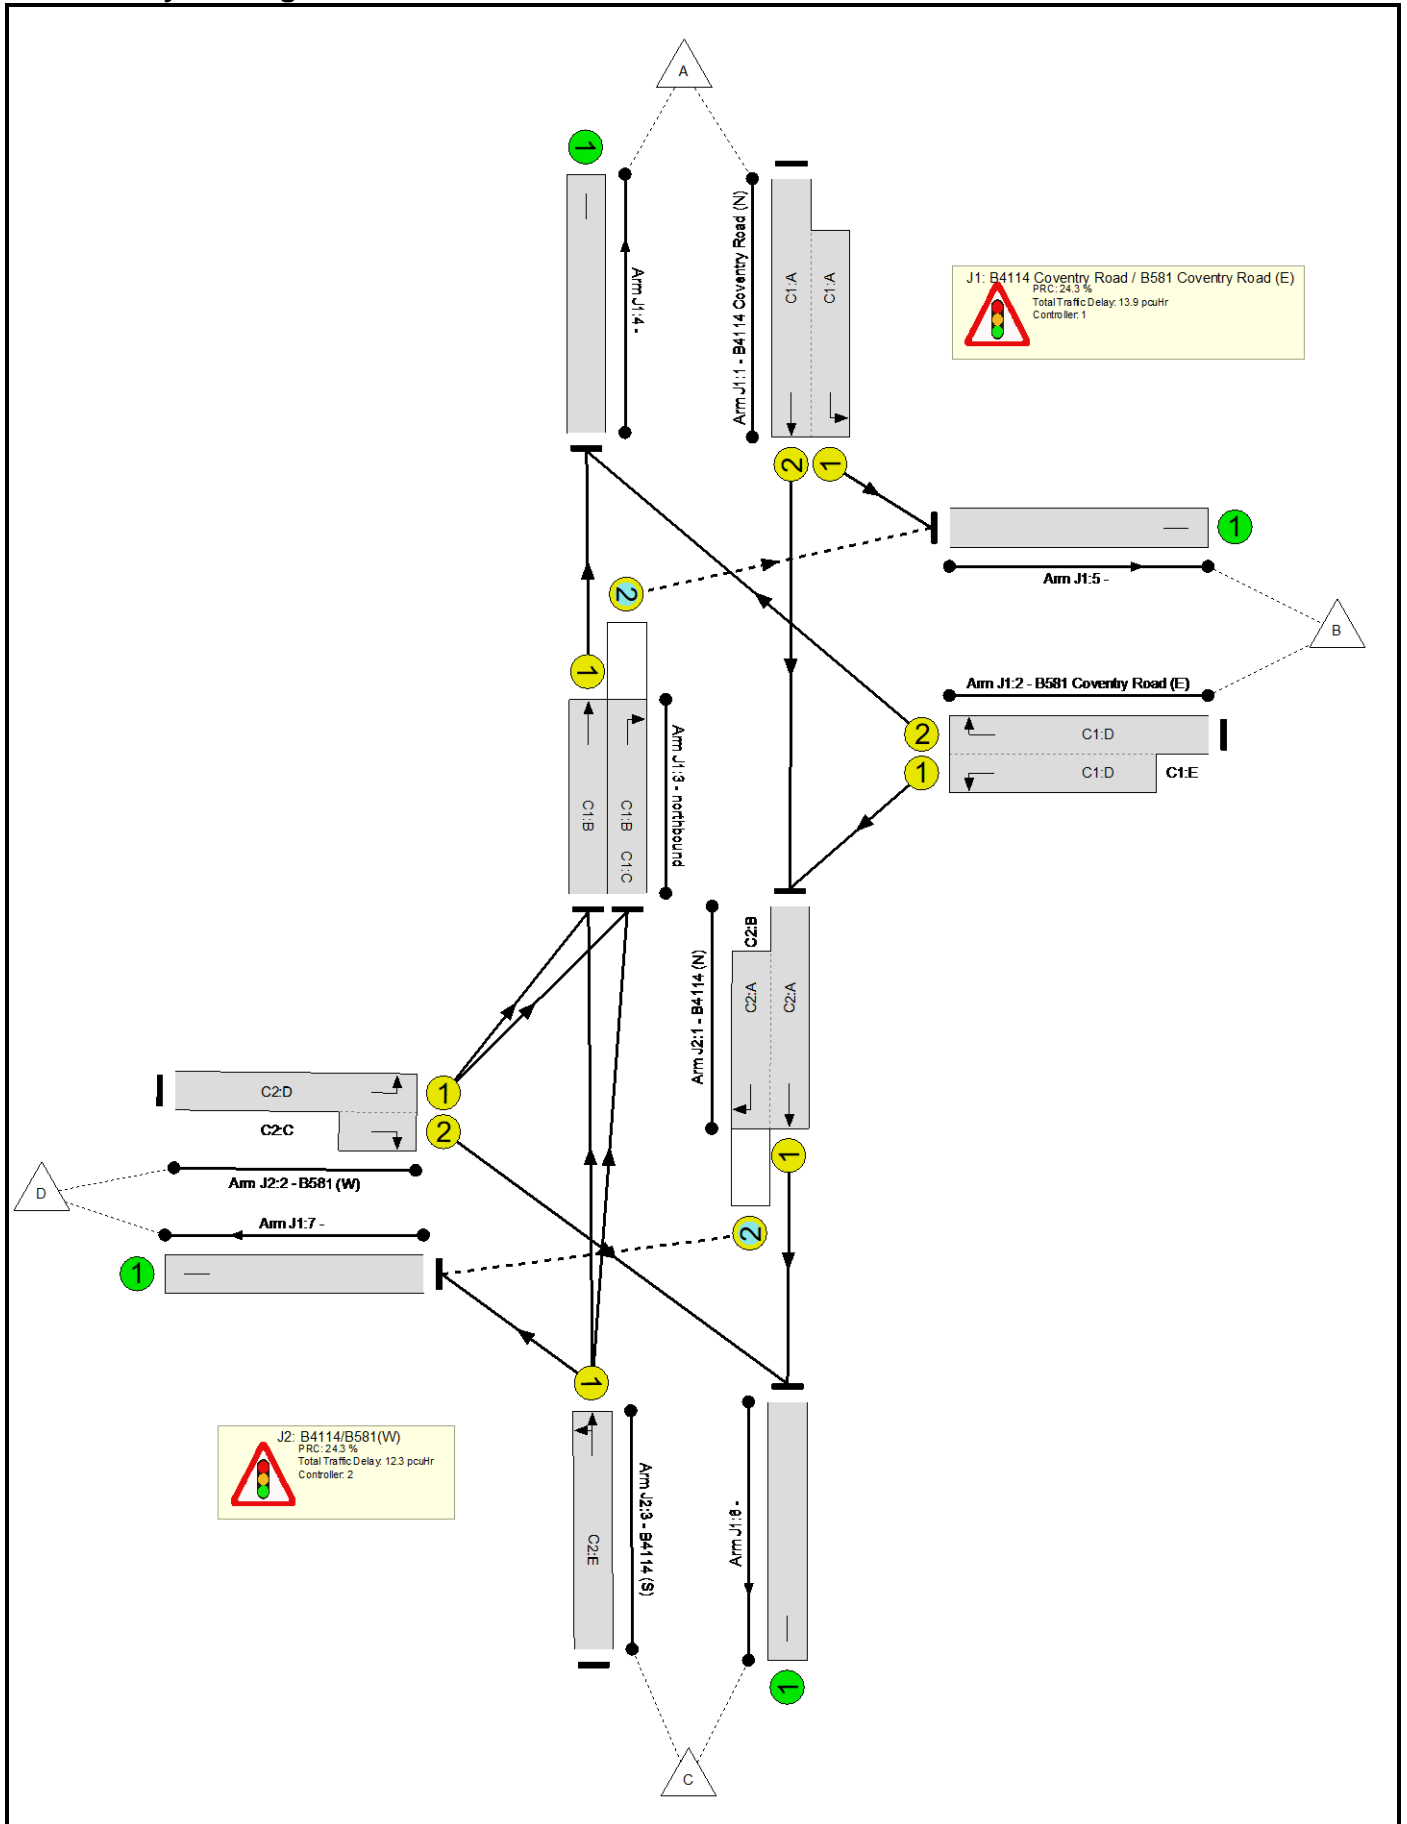 A
1
Arm J1:4 -
Arm J1:1 - B4114 Coventry Road (N)
C1:A
C1:A
J1: B4114 Coventry Road / B581 Coventry Road (E)
PRC: 24.3 %
Total Traffic Delay: 13.9 pcuHr
Controller: 1
2
1
1
Arm J1:5 -
B
2
1
Arm J1:2 - B581 Coventry Road (E)
2
C1:D
1
C1:D
C1:E
Arm J1:3 - northbound
C1:B
C1:B
C1:C
Arm J2:1 - B4114 (N)
C2:B
C2:A
C2:A
C2:D
1
C2:C
2
Arm J2:2 - B581 (W)
D
1
Arm J1:7 -
2
1
1
J2: B4114/B581(W)
PRC: 24.3 %
Total Traffic Delay: 12.3 pcuHr
Controller: 2
C2:E
Arm J2:3 - B4114 (S)
Arm J1:6 -
1
C